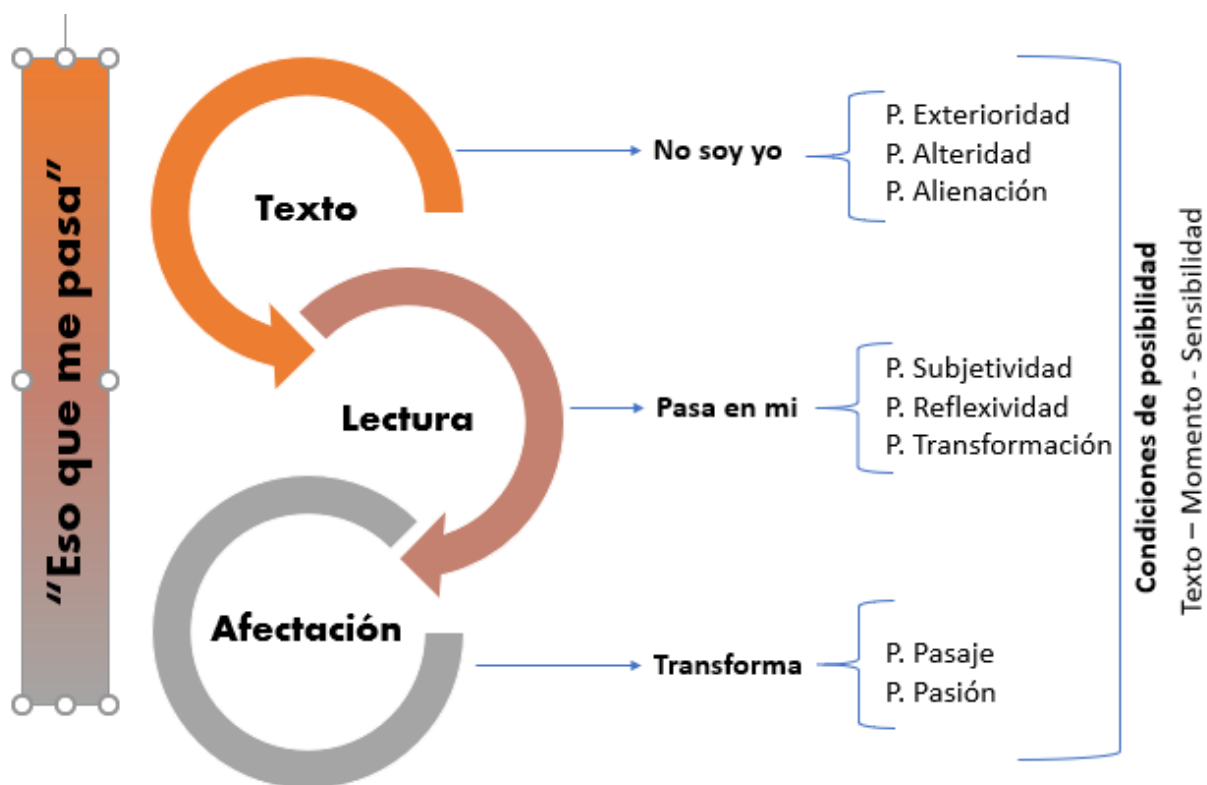 “Eso que me pasa”
Texto
No soy yo
P. Exterioridad
P. Alteridad
P. Alienación
Lectura
Pasa en mi
P. Subjetividad
P. Reflexividad
P. Transformación
Afectación
Transforma
P. Pasaje
P. Pasión
Condiciones de posibilidad
Texto – Momento - Sensibilidad